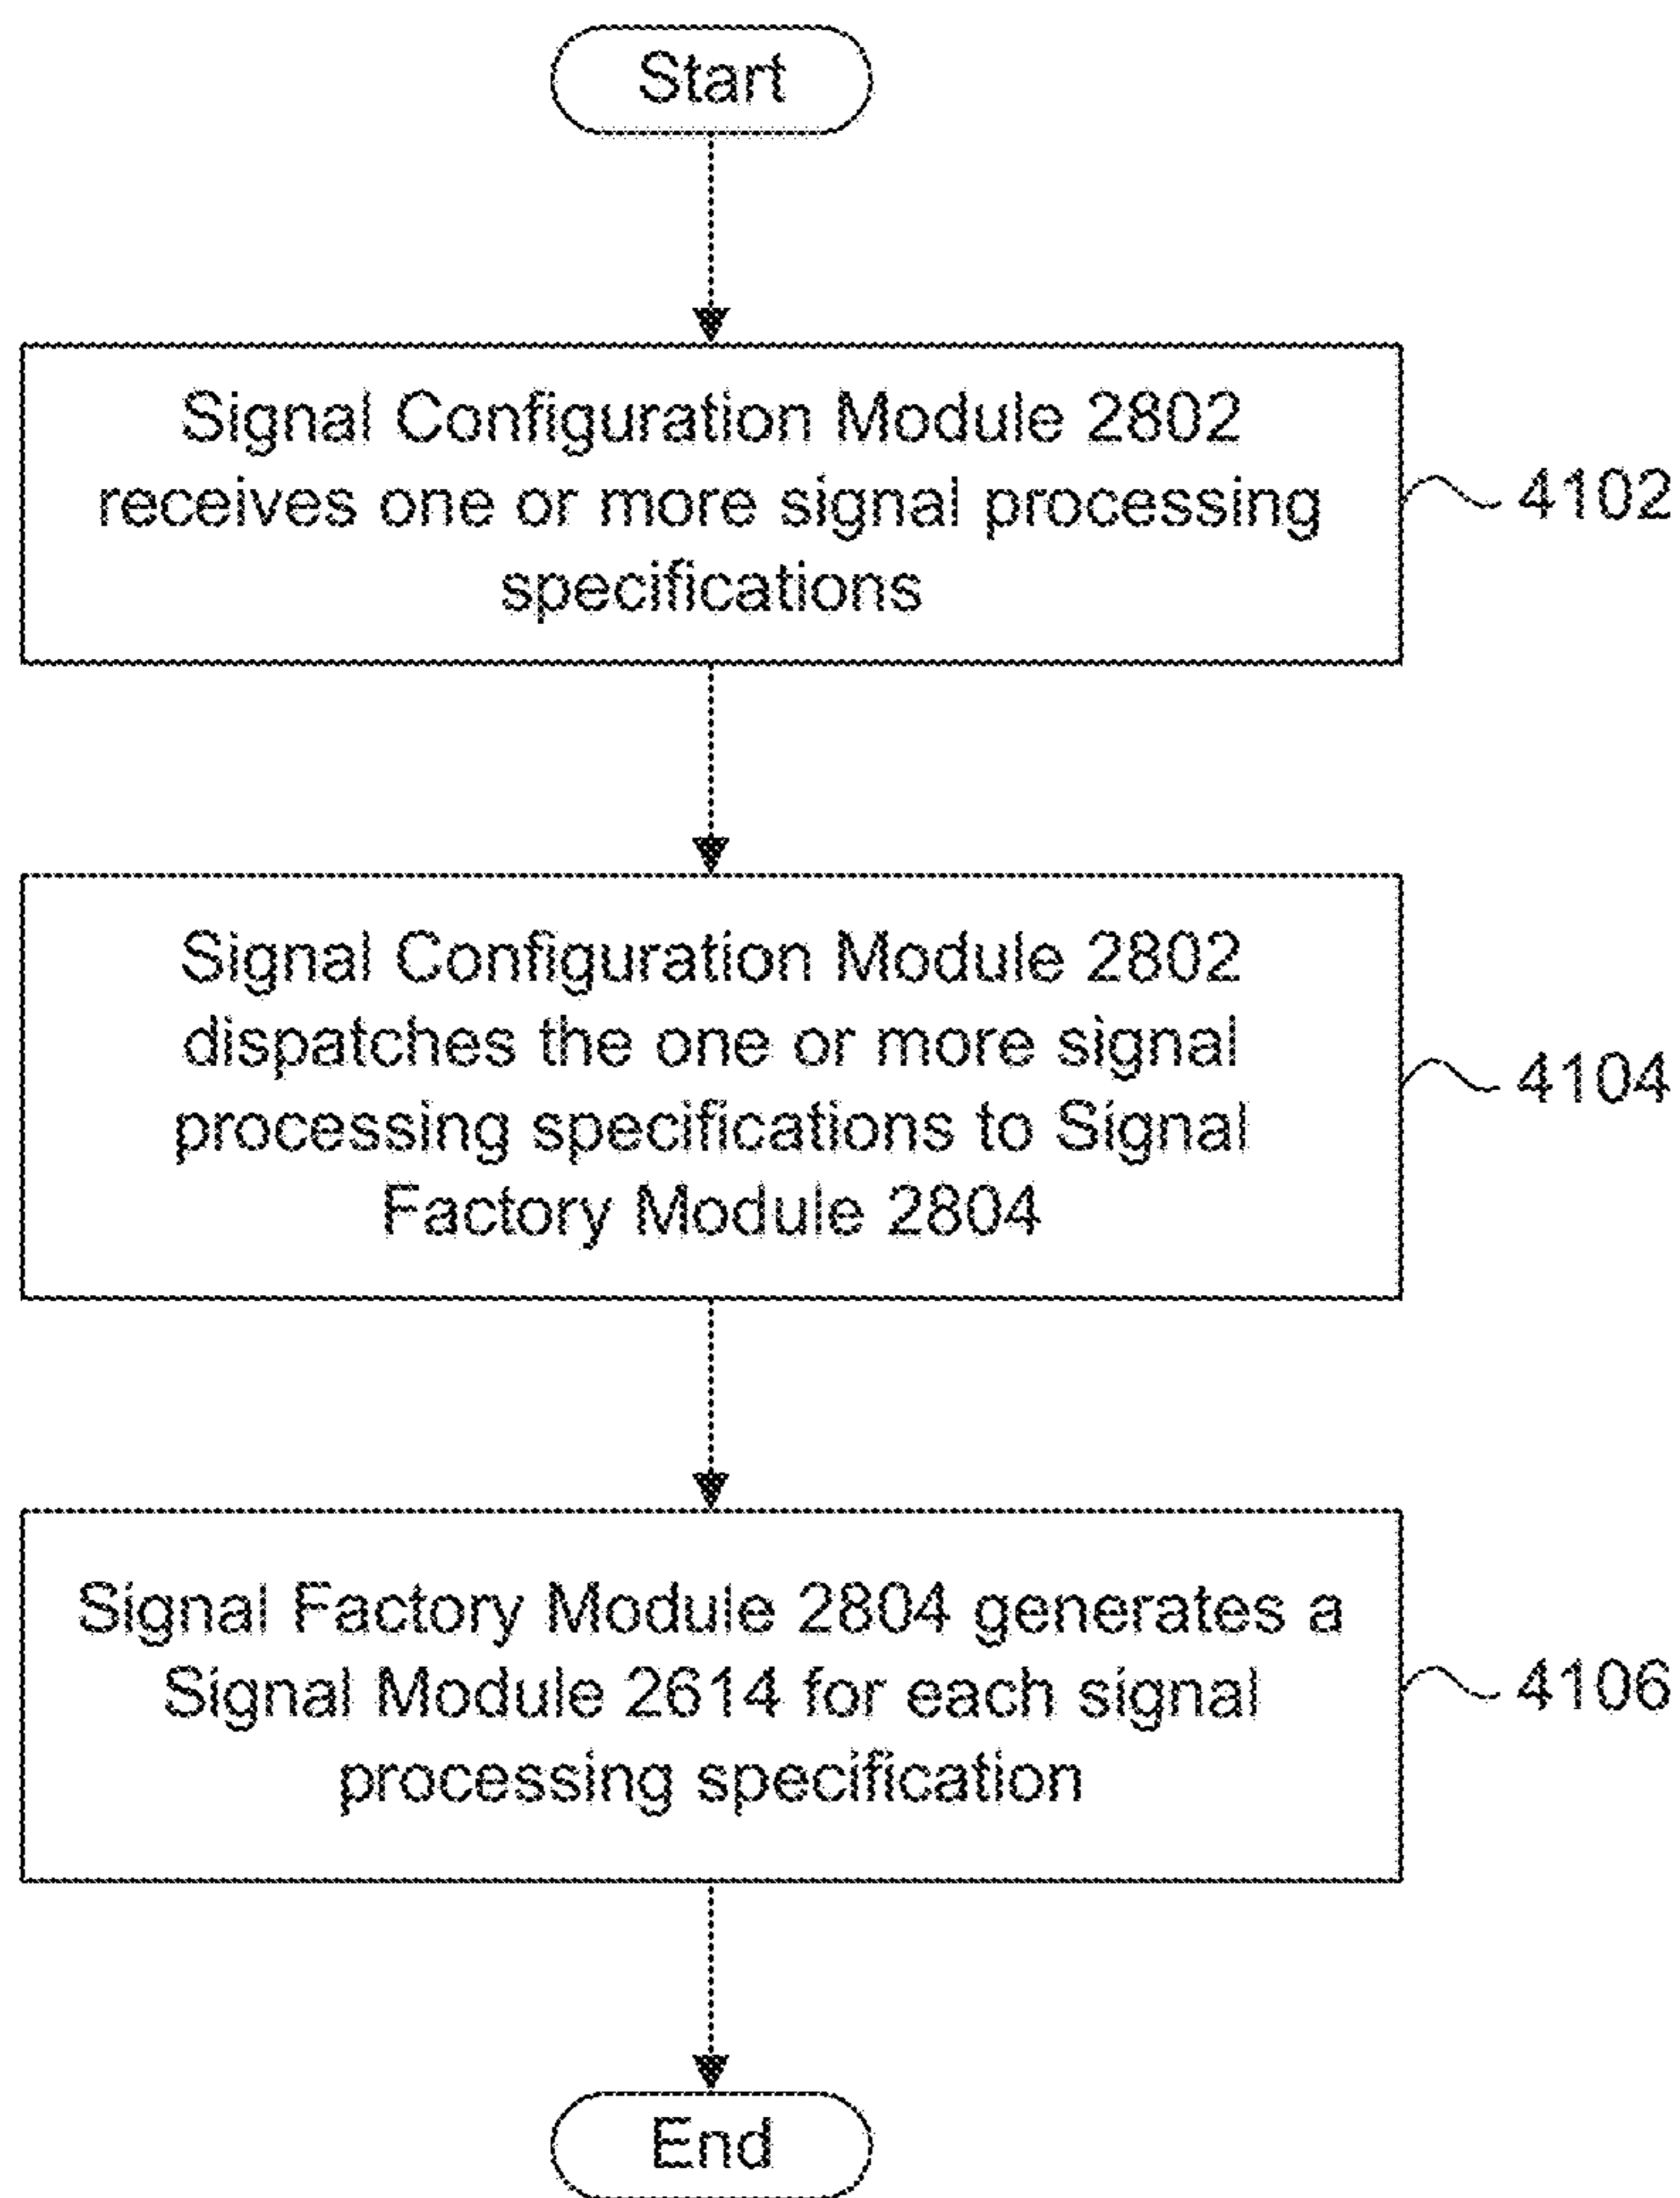 Start
Signal Configuration Module 2802
receives one or more signal processing
specifications
4102
Signal Configuration Module 2802
dispatches the one or more signal
processing specifications to Signal
Factory Module 2804
4104
Signal Factory Module 2804 generates a
Signal Module 2614 for each signal
processing specification
4106
End